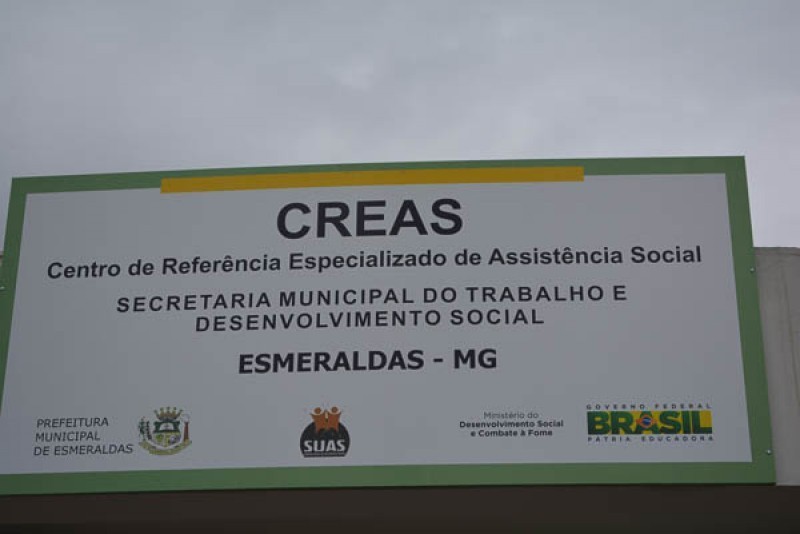 CREAS
Centro de Referência Especializado de Assistência Social
SECRETARIA MUNICIPAL DO TRABALHO E
DESENVOLVIMENTO SOCIAL
ESMERALDAS - MG
PREFEITURA
MUNICIPAL
DE ESMERALDAS
SUAS
Ministério do
Desenvolvimento Social
e Combate à Fome
GOVERNO FEDERAL
BRASIL
PÁTRIA EDUCADORA